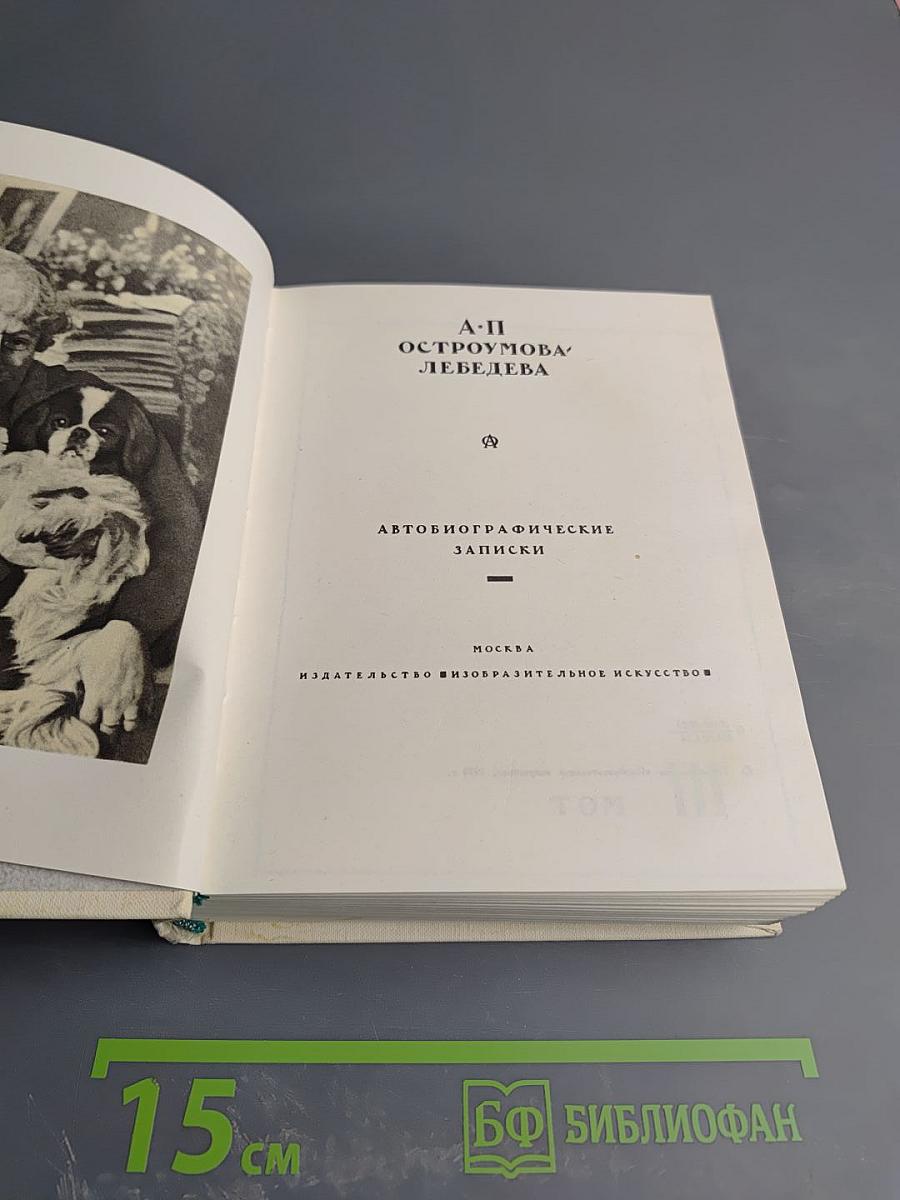 А·П
ОСТРОУМОВА-
ЛЕБЕДЕВА
АВТОБИОГРАФИЧЕСКИЕ
ЗАПИСКИ
МОСКВА
ИЗДАТЕЛЬСТВО ИЗОБРАЗИТЕЛЬНОЕ ИСКУССТВО
15 см
БФ БИБЛИОФАН